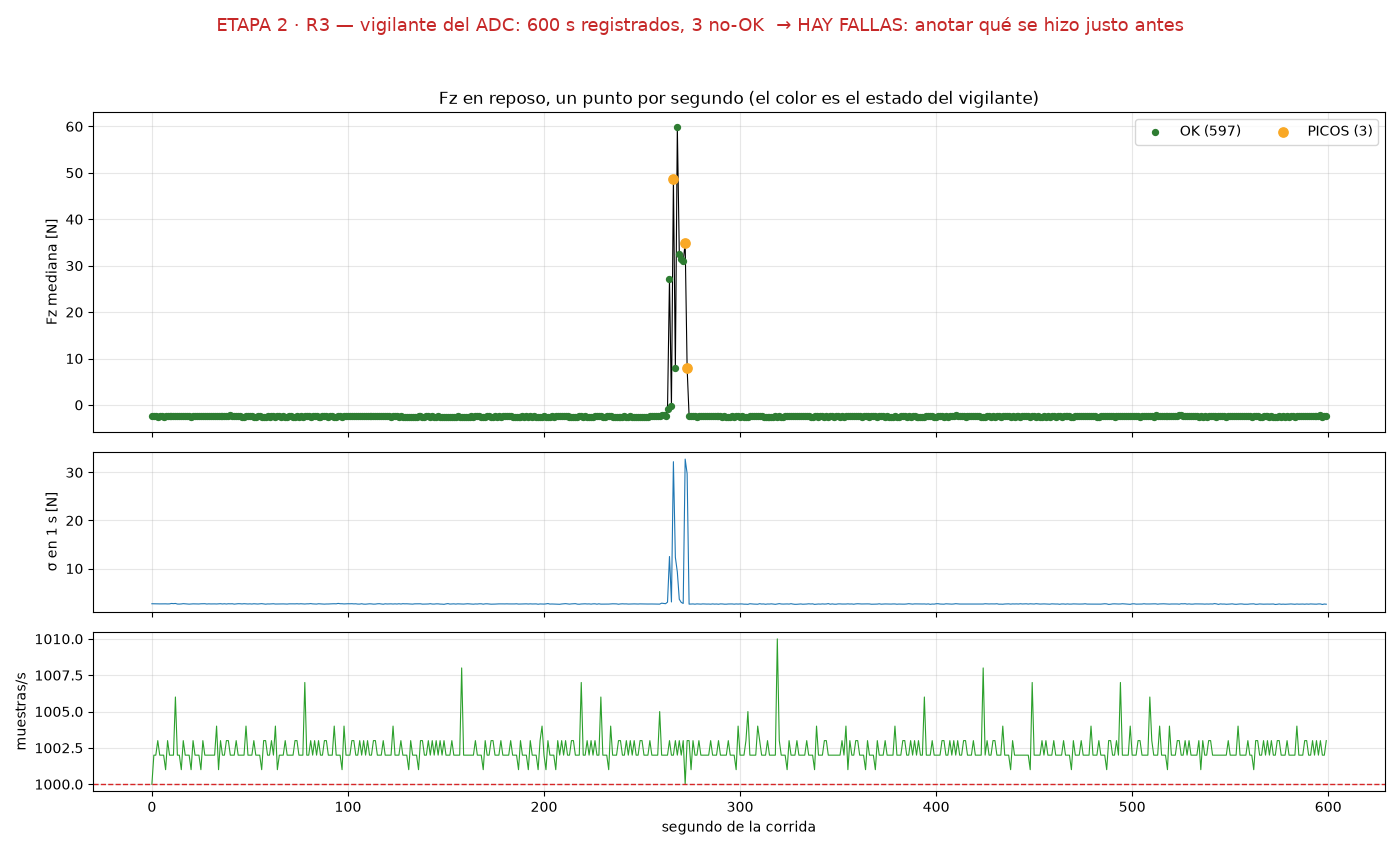 ETAPA 2 · R3 — vigilante del ADC: 600 s registrados, 3 no-OK → HAY FALLAS: anotar qué se hizo justo antes
Fz en reposo, un punto por segundo (el color es el estado del vigilante)
OK (597) PICOS (3)
Fz mediana [N]
60
50
40
30
20
10
0
σ en 1 s [N]
30
20
10
muestras/s
1010.0
1007.5
1005.0
1002.5
1000.0
0 100 200 300 400 500 600
segundo de la corrida